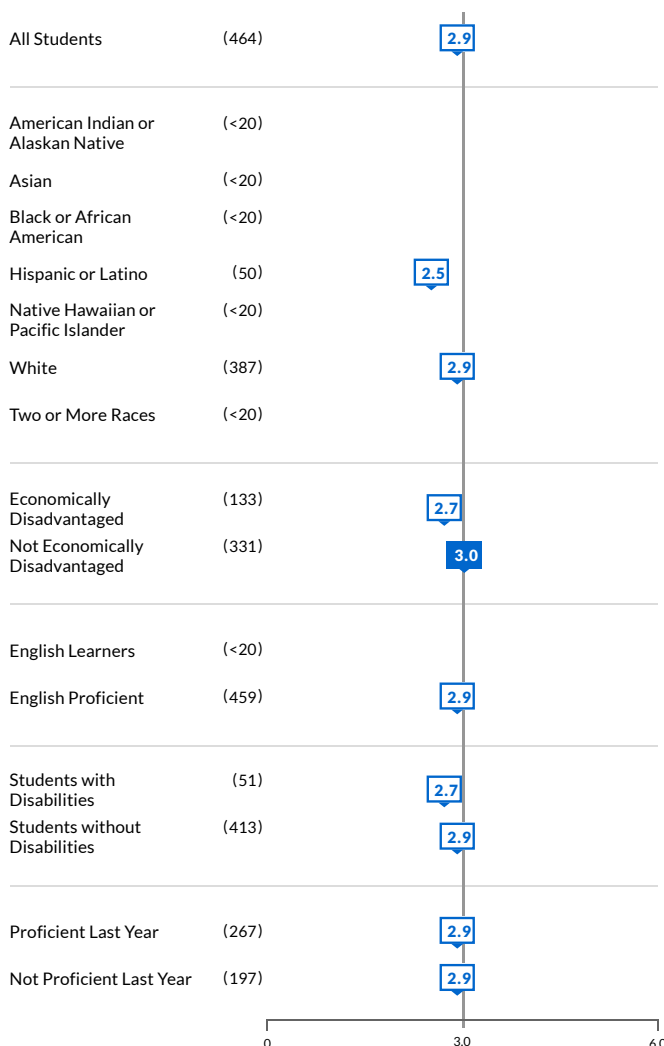 All Students (464) 2.9
American Indian or (<20)
Alaskan Native
Asian (<20)
Black or African (<20)
American
Hispanic or Latino (50) 2.5
Native Hawaiian or (<20)
Pacific Islander
White (387) 2.9
Two or More Races (<20)
Economically (133) 2.7
Disadvantaged
Not Economically (331) 3.0
Disadvantaged
English Learners (<20)
English Proficient (459) 2.9
Students with (51) 2.7
Disabilities
Students without (413) 2.9
Disabilities
Proficient Last Year (267) 2.9
Not Proficient Last Year (197) 2.9
0 3.0 6.0